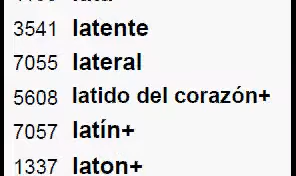 3541 latente
7055 lateral
5608 latido del corazón+
7057 latín+
1337 laton+